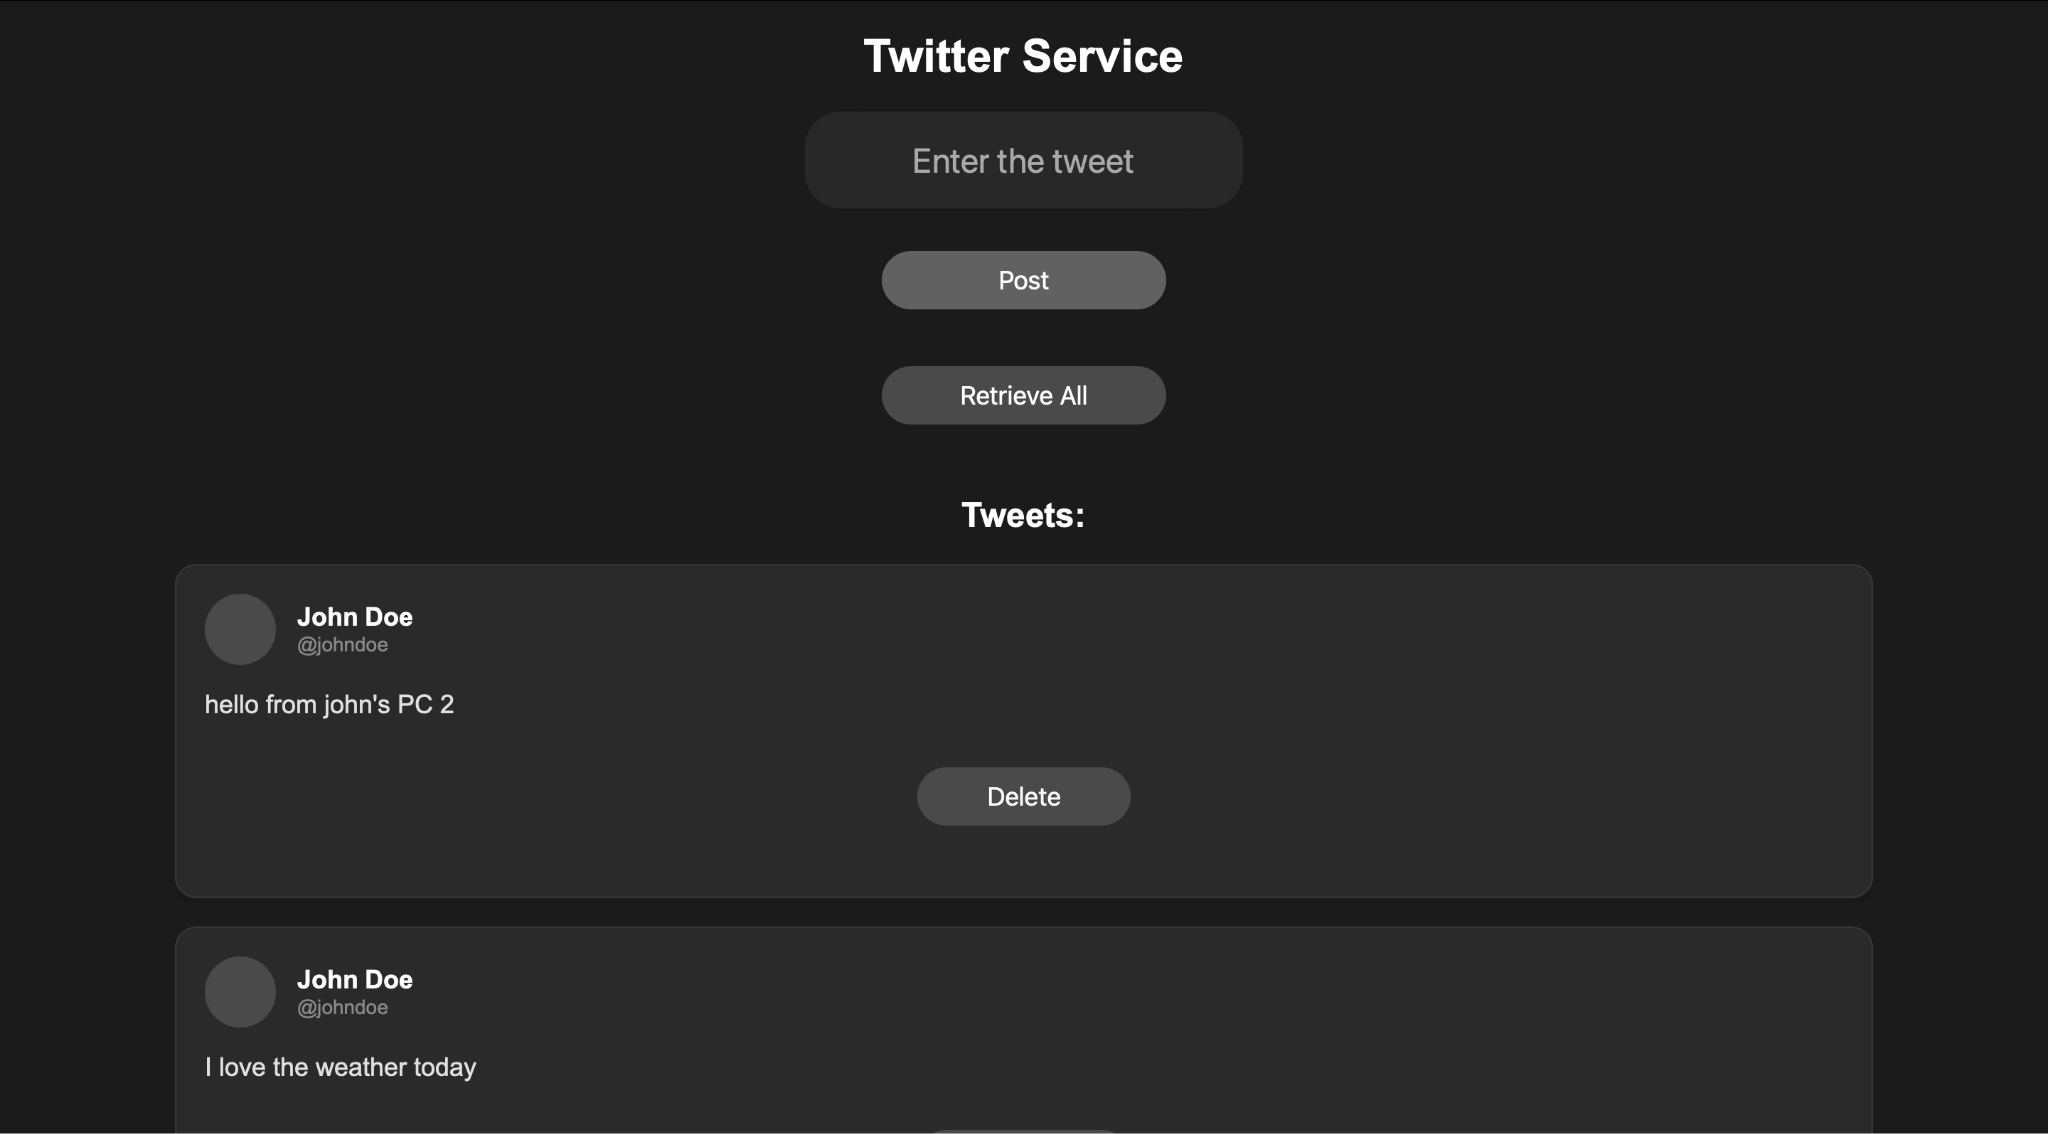 Twitter Service
Enter the tweet
Post
Retrieve All
Tweets:
John Doe
@johndoe
hello from john's PC 2
Delete
John Doe
@johndoe
I love the weather today